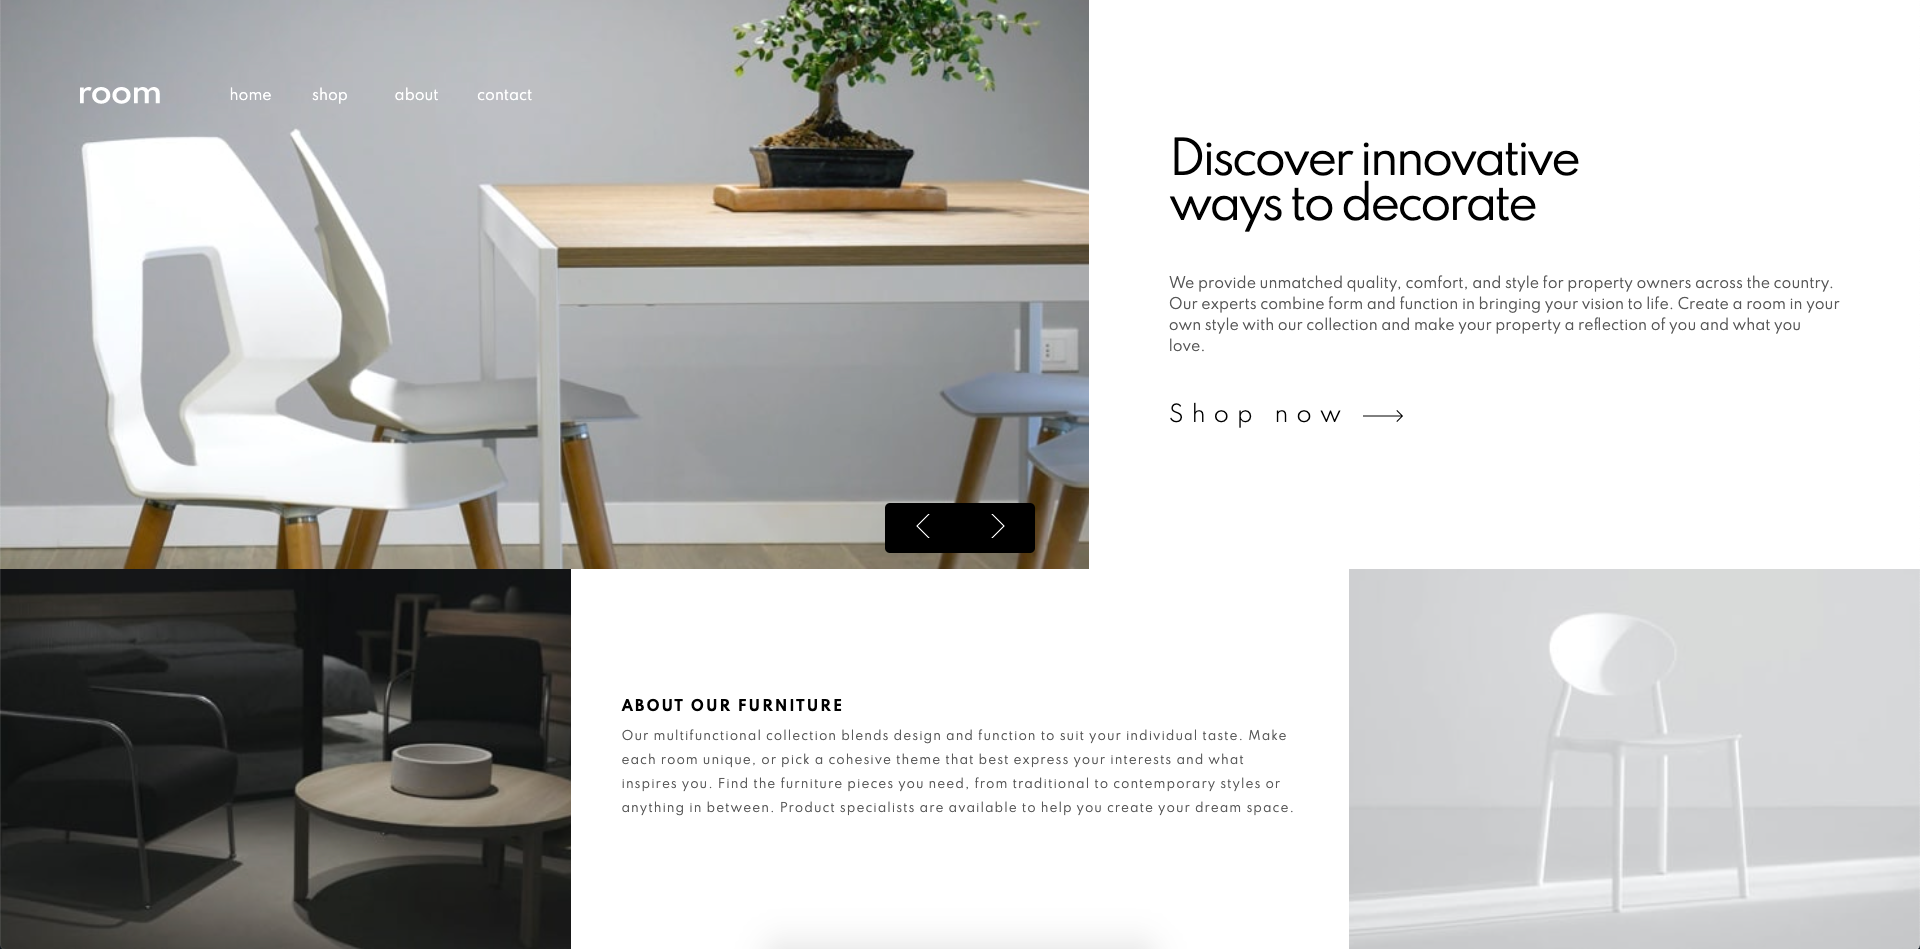 room
home shop about contact
Discover innovative
ways to decorate
We provide unmatched quality, comfort, and style for property owners across the country.
Our experts combine form and function in bringing your vision to life. Create a room in your
own style with our collection and make your property a reflection of you and what you
love.
Shop now
ABOUT OUR FURNITURE
Our multifunctional collection blends design and function to suit your individual taste. Make
each room unique, or pick a cohesive theme that best express your interests and what
inspires you. Find the furniture pieces you need, from traditional to contemporary styles or
anything in between. Product specialists are available to help you create your dream space.